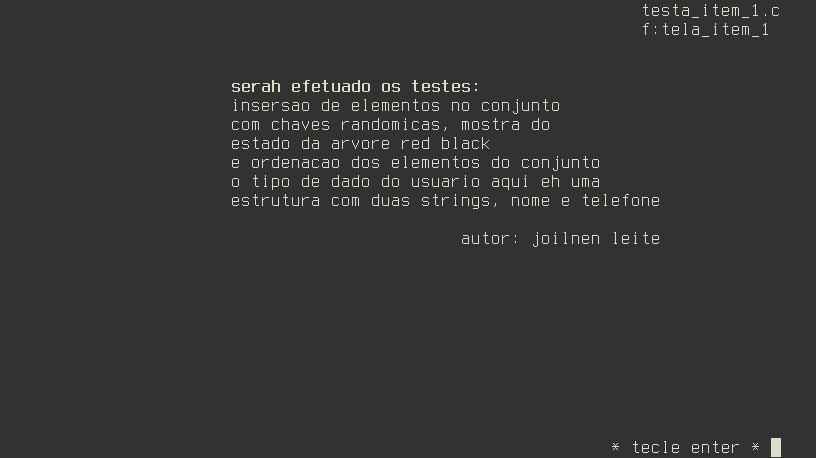 testa_item_1.c
f:tela_item_1
serah efetuado os testes:
insersao de elementos no conjunto
com chaves randomicas, mostra do
estado da arvore red black
e ordenacao dos elementos do conjunto
o tipo de dado do usuario aqui eh uma
estrutura com duas strings, nome e telefone
autor: joilnen leite
* tecle enter *